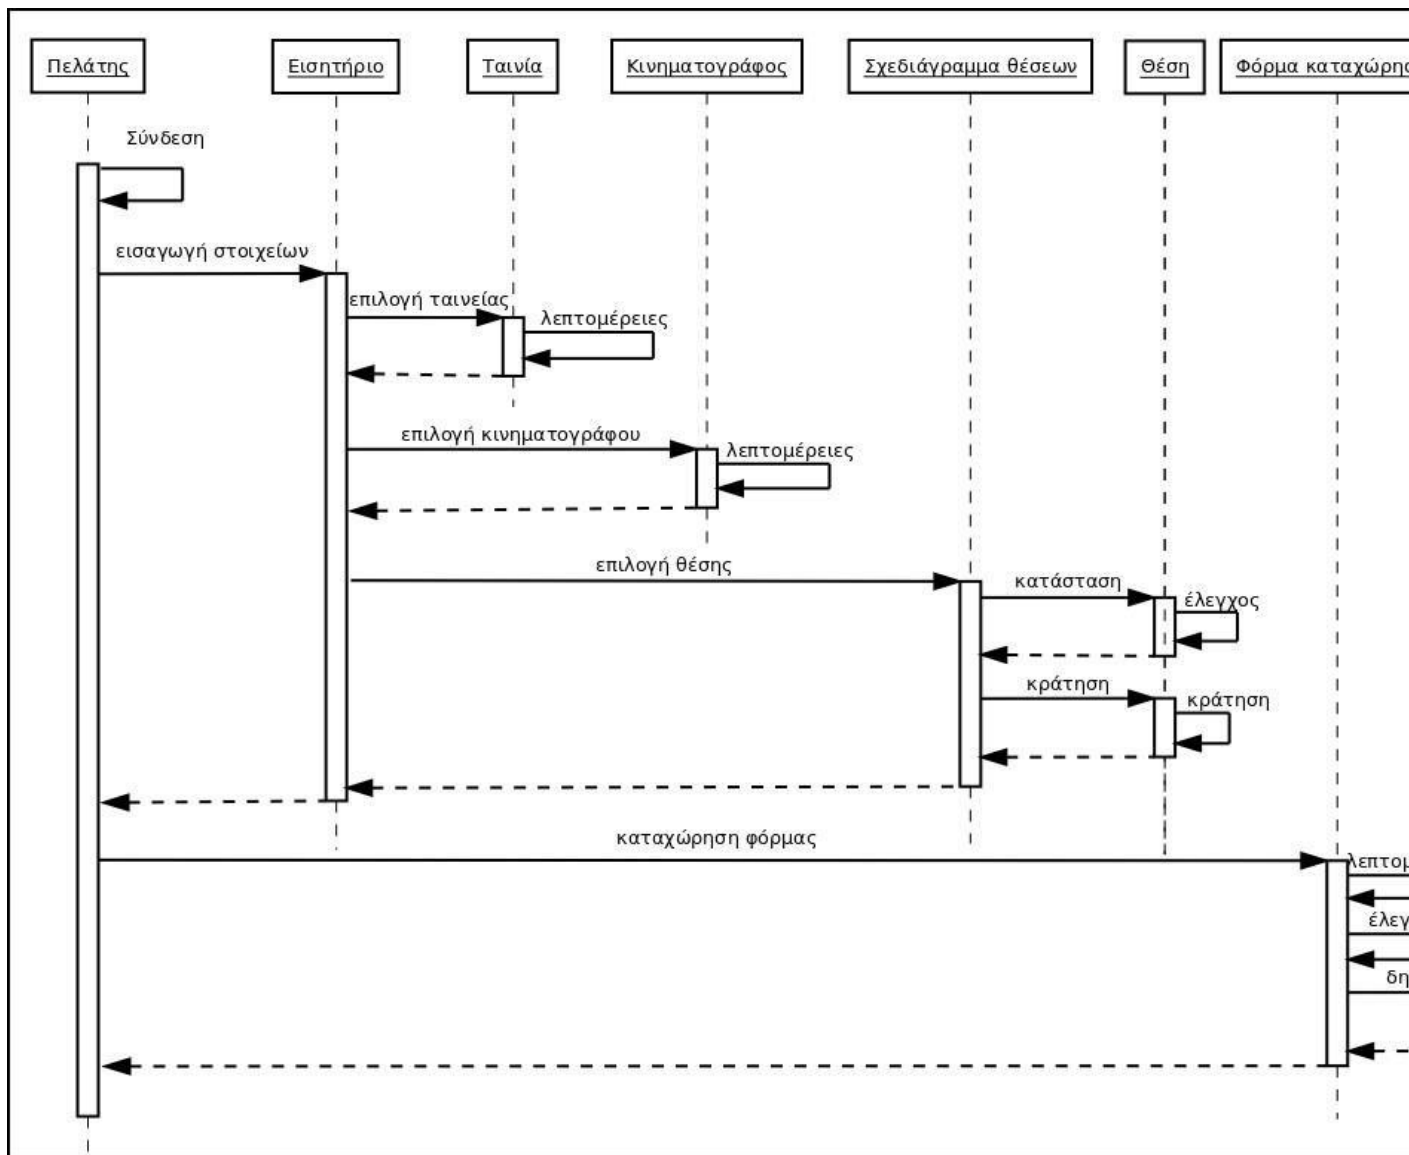 Πελάτης
Εισητήριο
Ταινία
Κινηματογράφος
Σχεδιάγραμμα θέσεων
Θέση
Φόρμα
Σύνδεση
εισαγωγή στοιχείων
επιλογή ταινείας
λεπτομέρειες
επιλογή κινηματογράφου
λεπτομέρειες
επιλογή θέσης
κατάσταση
έλεγχος
κράτηση
κράτηση
καταχώρηση φόρμας